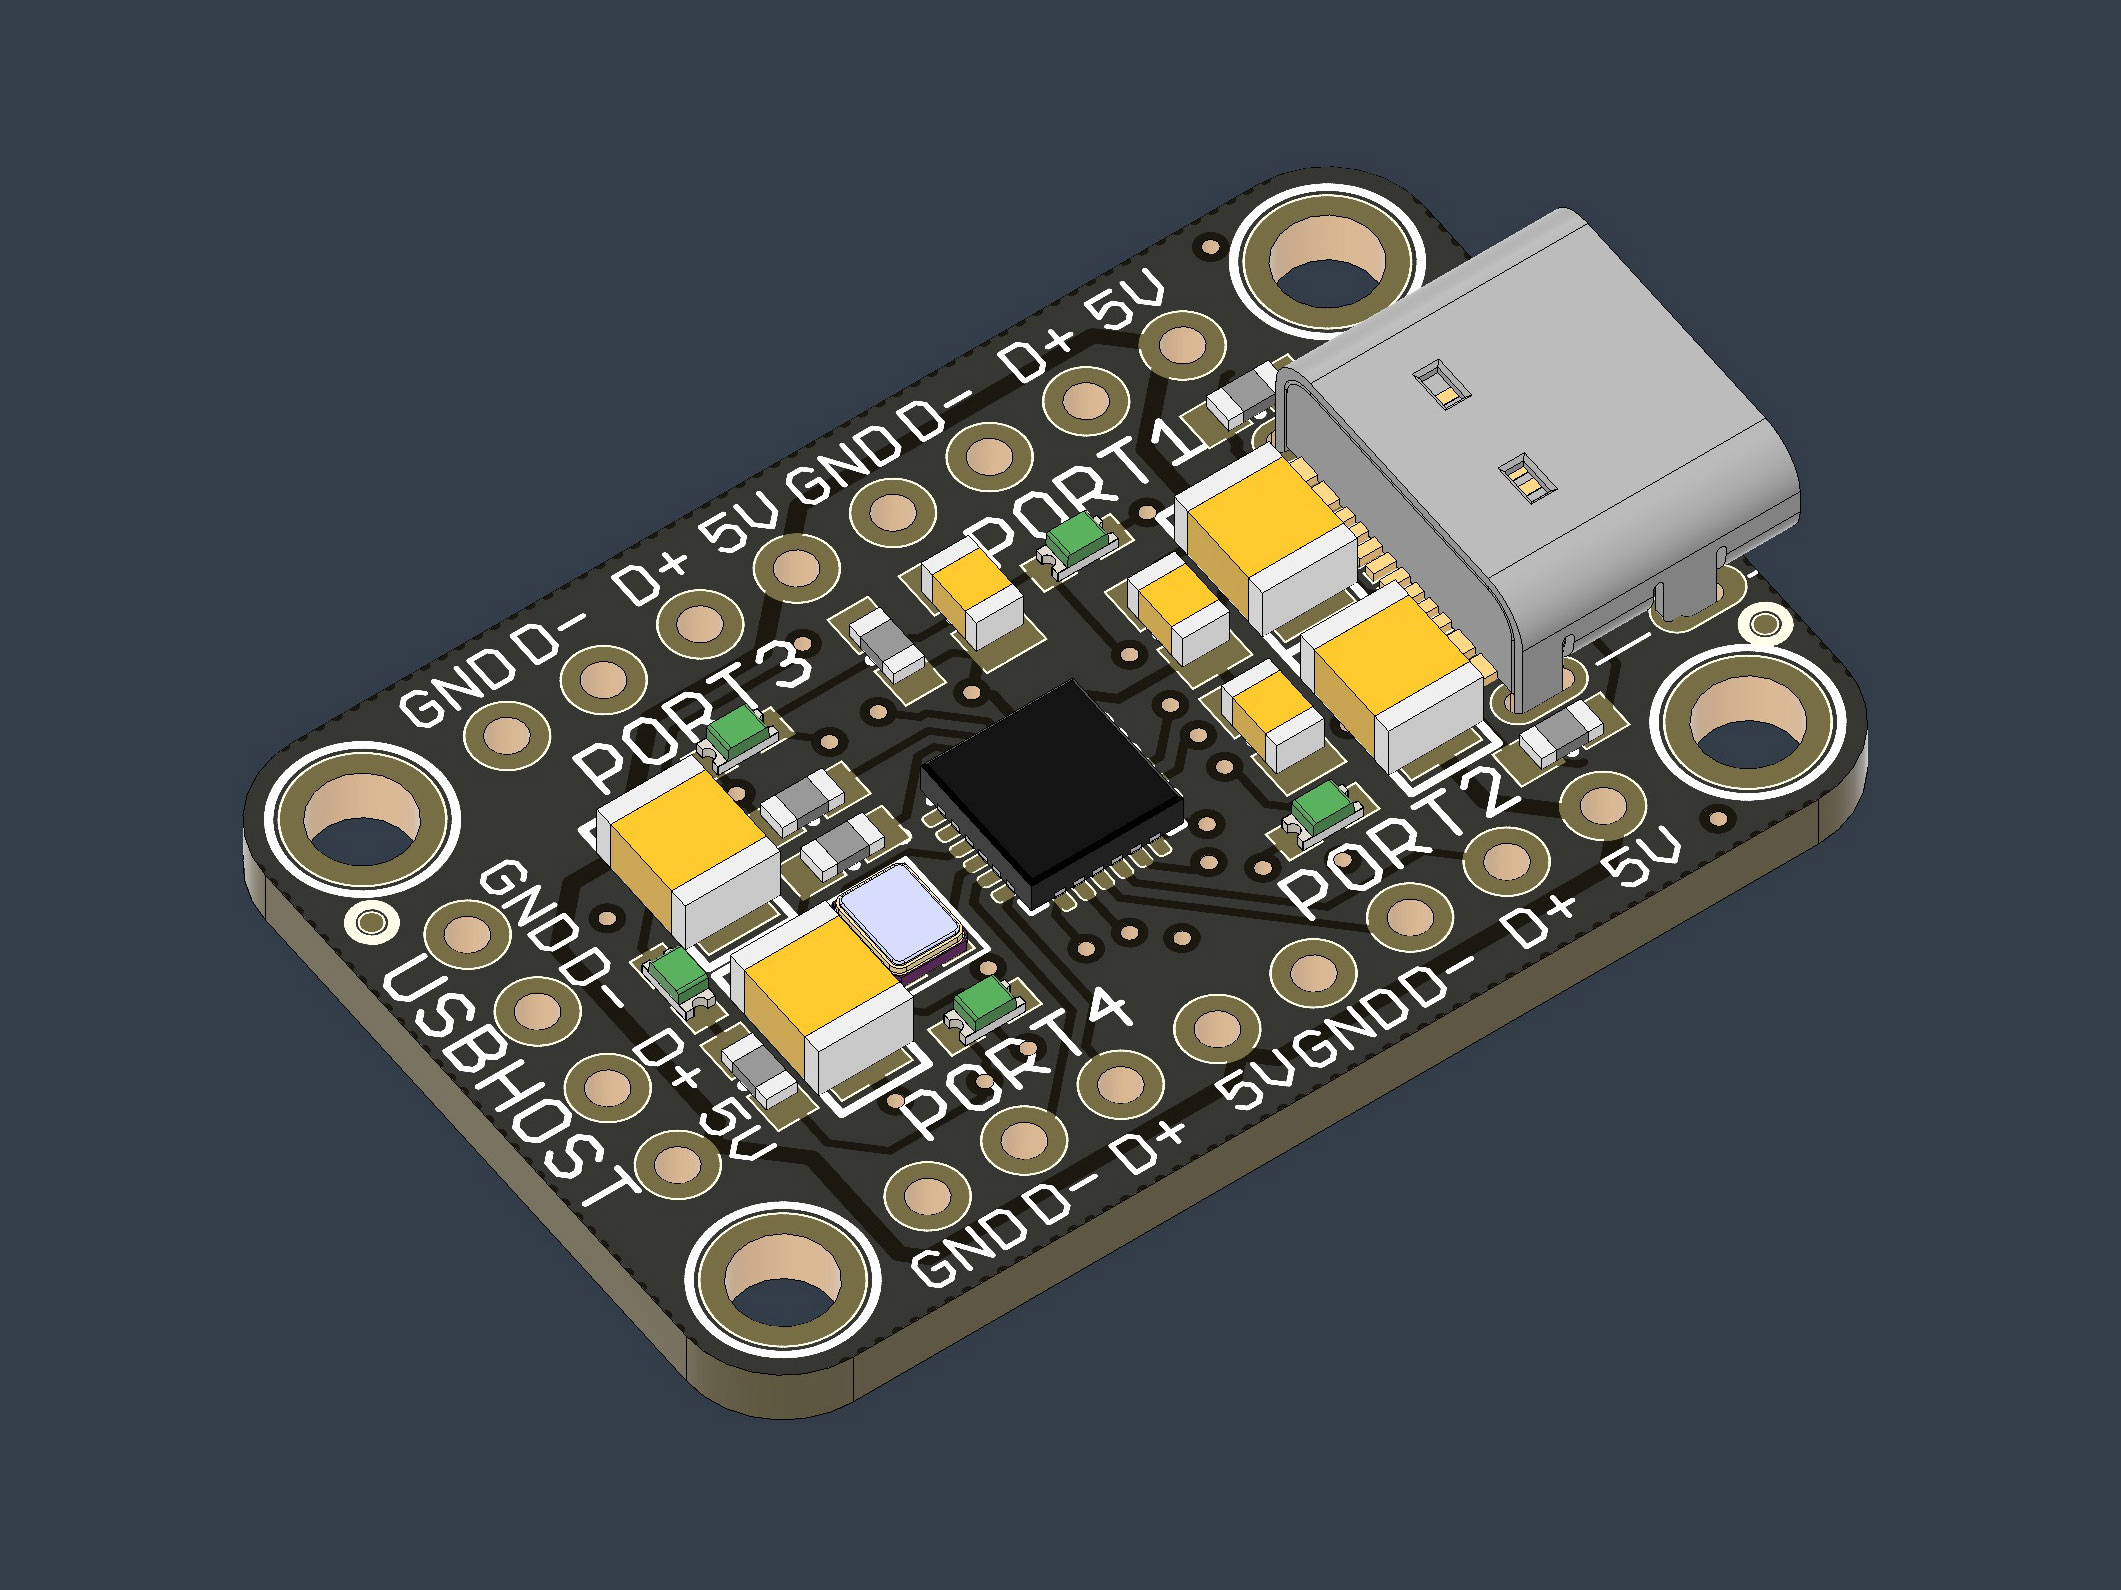 GND D- D+ 5V GND D- D+ 5V
PORT3 PORT1
GND D- D+ 5V
USBHOST
PORT4 PORT2
GND D- D+ 5V GND D- D+ 5V